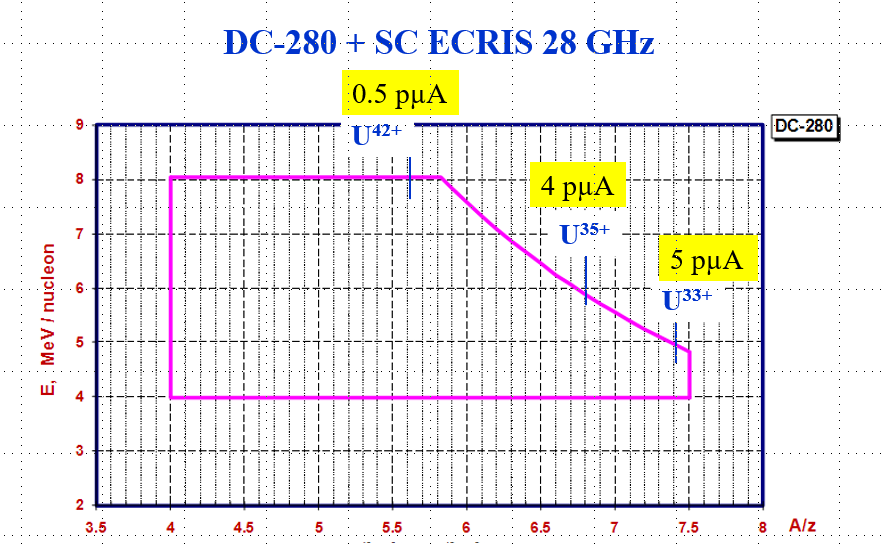 DC-280 + SC ECRIS 28 GHz
0.5 pμA
U42+
DC-280
4 pμA
U35+
5 pμA
U33+
E, MeV / nucleon
9
8
7
6
5
4
3
2
3.5 4 4.5 5 5.5 6 6.5 7 7.5 8 A/z